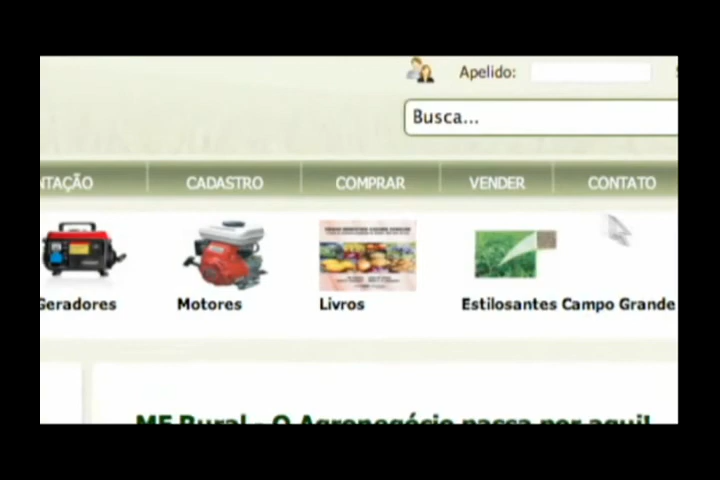 Apelido:
Busca...
NTAÇÃO CADASTRO COMPRAR VENDER CONTATO
Geradores Motores Livros Estilosantes Campo Grande
MF Rural - O Agronegócio passa por aqui!